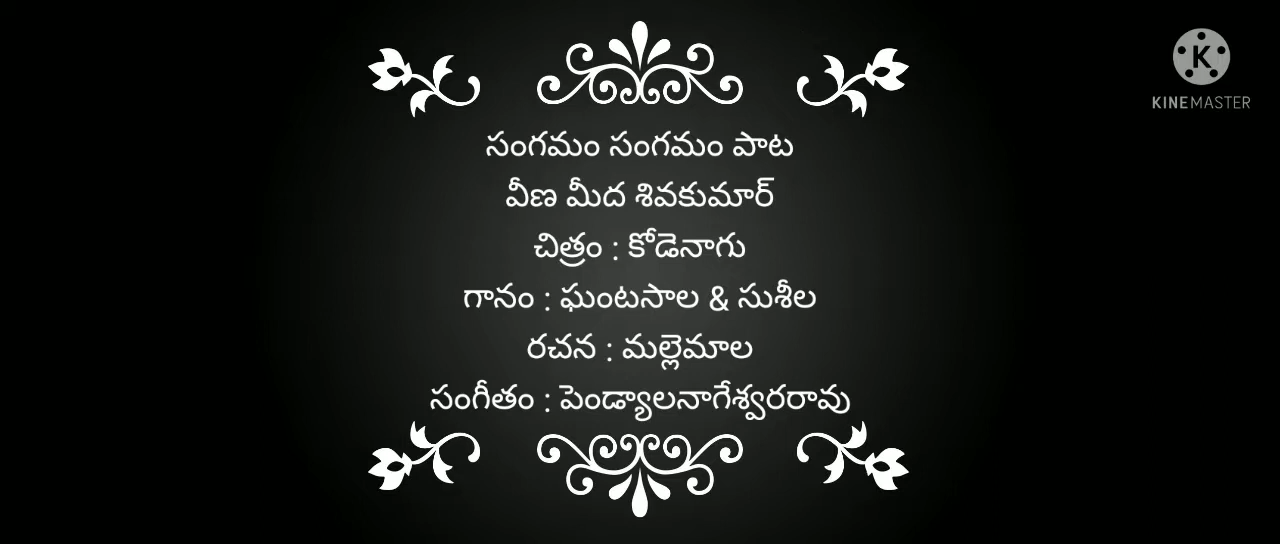 K
KINEMASTER
సంగమం సంగమం పాట
వీణ మీద శివకుమార్
చిత్రం : కోడెనాగు
గానం : ఘంటసాల & సుశీల
రచన : మల్లెమాల
సంగీతం : పెండ్యాలనాగేశ్వరరావు